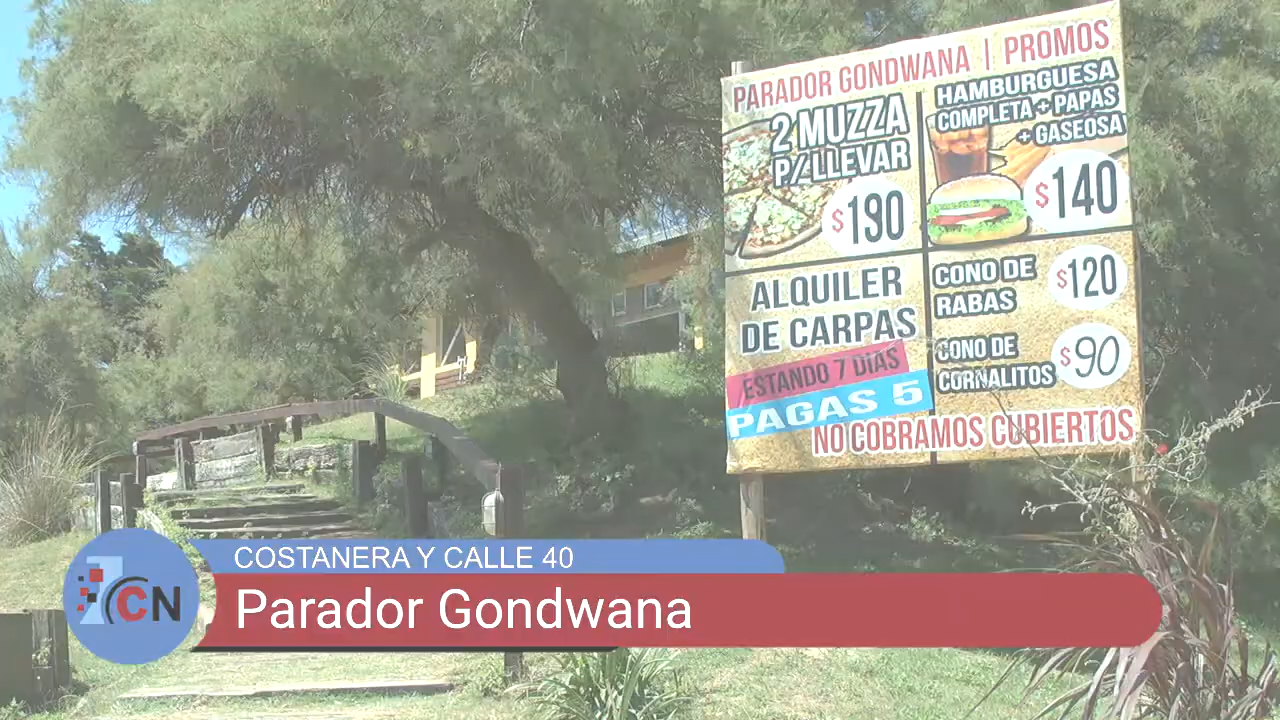 PARADOR GONDWANA | PROMOS
2 MUZZA
P/LLEVAR
$190
HAMBURGUESA
COMPLETA + PAPAS
+ GASEOSA
$140
ALQUILER
DE CARPAS
ESTANDO 7 DIAS
PAGAS 5
CONO DE
RABAS
$120
CONO DE
CORNALITOS
$90
NO COBRAMOS CUBIERTOS
COSTANERA Y CALLE 40
Parador Gondwana
CN